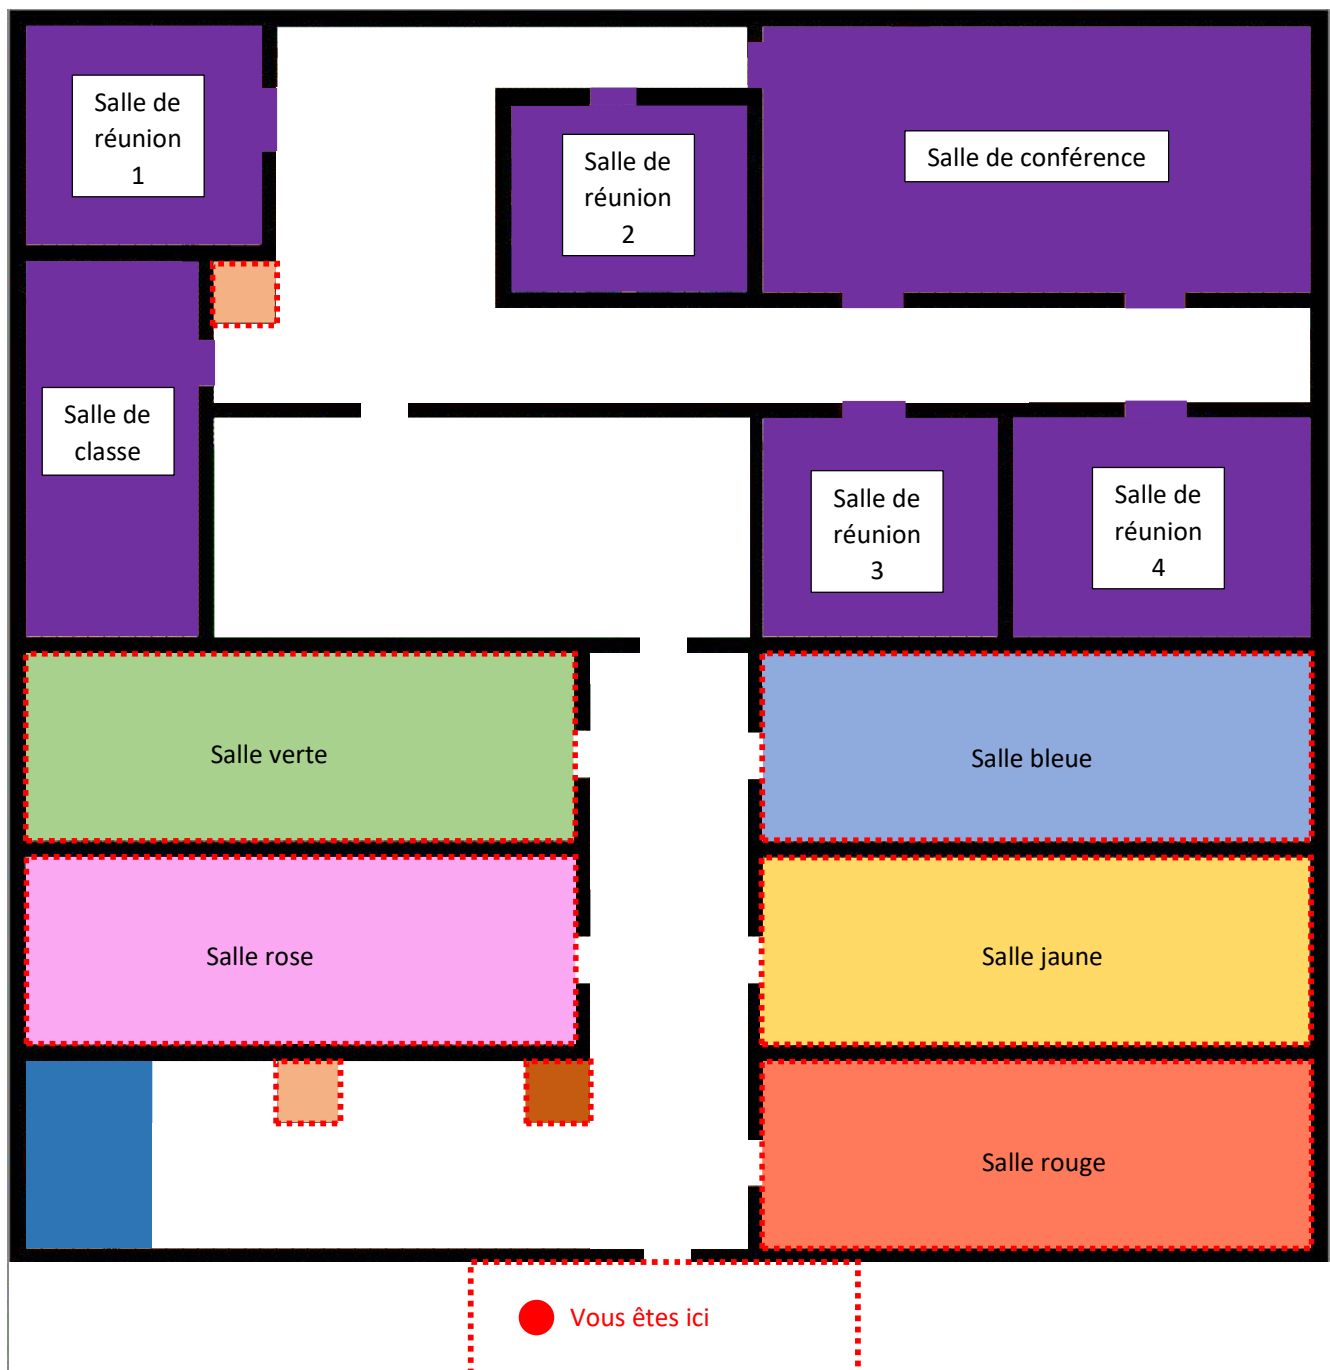 Salle de
réunion
1
Salle de
réunion
2
Salle de conférence
Salle de
classe
Salle de
réunion
3
Salle de
réunion
4
Salle verte
Salle bleue
Salle rose
Salle jaune
Salle rouge
Vous êtes ici